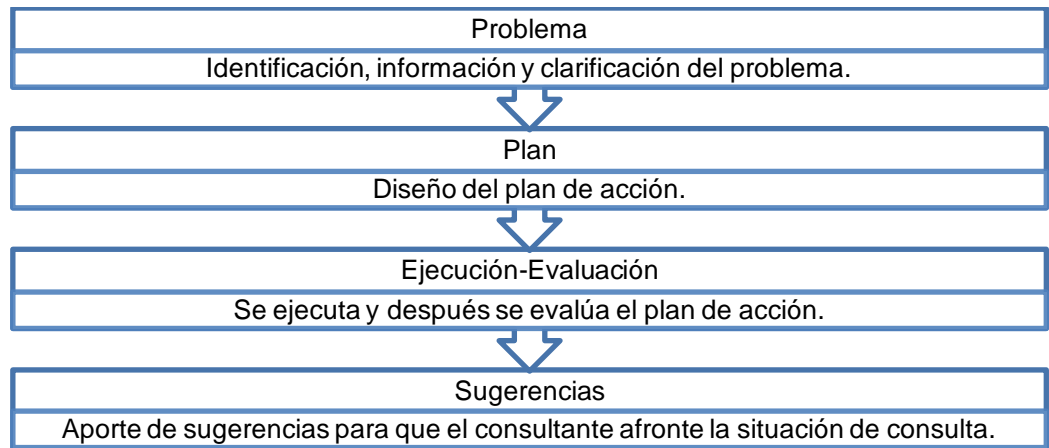 Problema
Identificación, información y clarificación del problema.
Plan
Diseño del plan de acción.
Ejecución-Evaluación
Se ejecuta y después se evalúa el plan de acción.
Sugerencias
Aporte de sugerencias para que el consultante afronte la situación de consulta.